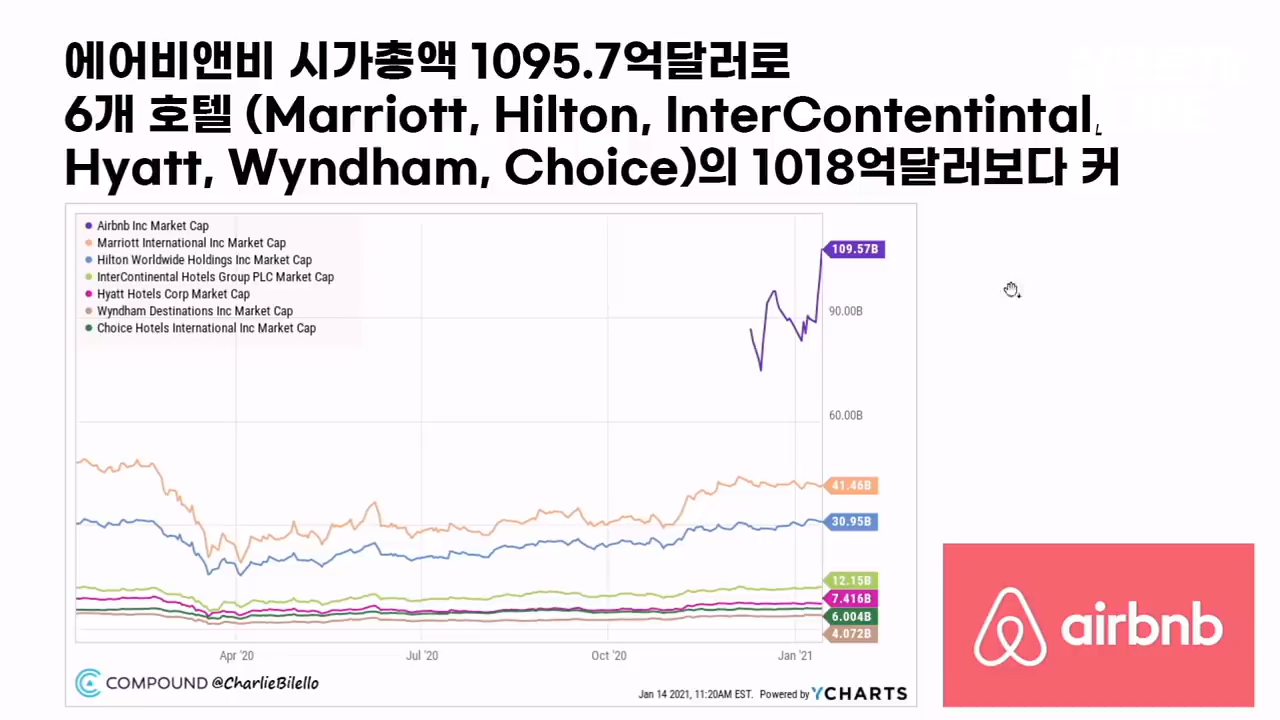 에어비앤비 시가총액 1095.7억달러로
6개 호텔 (Marriott, Hilton, InterContentintal,
Hyatt, Wyndham, Choice)의 1018억달러보다 커
Airbnb Inc Market Cap
Marriott International Inc Market Cap
Hilton Worldwide Holdings Inc Market Cap
InterContinental Hotels Group PLC Market Cap
Hyatt Hotels Corp Market Cap
Wyndham Destinations Inc Market Cap
Choice Hotels International Inc Market Cap
109.57B
90.00B
60.00B
41.46B
30.95B
12.15B
7.416B
6.004B
4.072B
Apr '20
Jul '20
Oct '20
Jan '21
COMPOUND @CharlieBilello
Jan 14 2021, 11:20AM EST. Powered by YCHARTS
airbnb